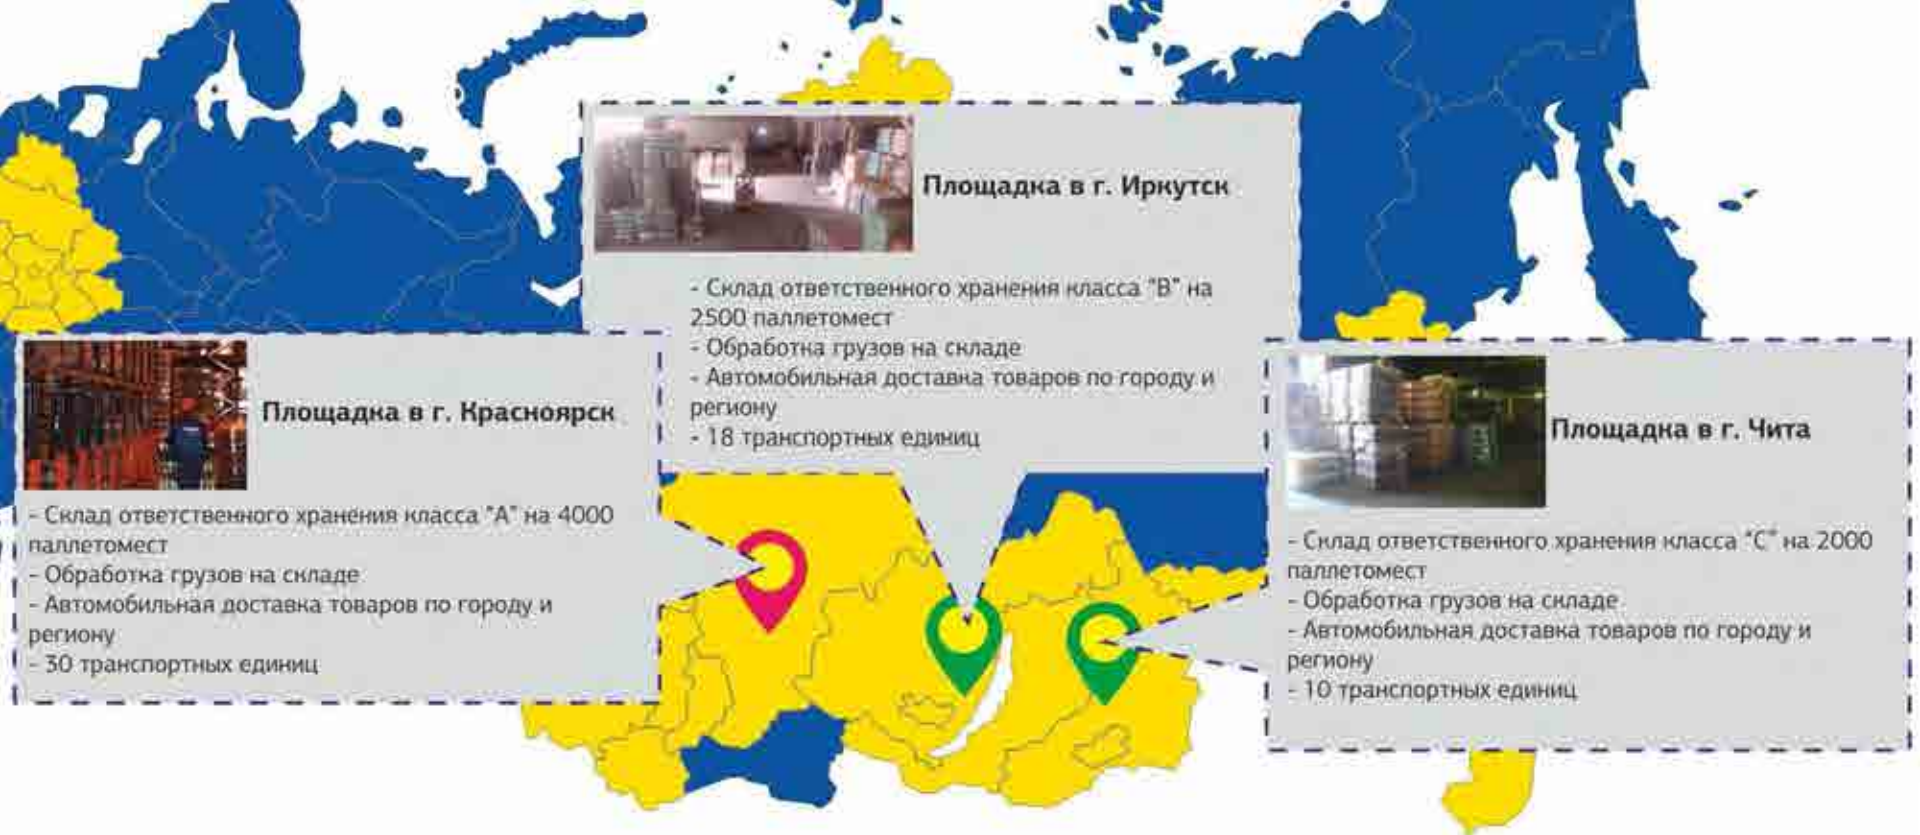 Площадка в г. Иркутск
- Склад ответственного хранения класса "В" на
2500 паллетомест
- Обработка грузов на складе
- Автомобильная доставка товаров по городу и
региону
- 18 транспортных единиц
Площадка в г. Красноярск
- Склад ответственного хранения класса "А" на 4000
паллетомест
- Обработка грузов на складе
- Автомобильная доставка товаров по городу и
региону
- 30 транспортных единиц
Площадка в г. Чита
- Склад ответственного хранения класса "С" на 2000
паллетомест
- Обработка грузов на складе
- Автомобильная доставка товаров по городу и
региону
- 10 транспортных единиц